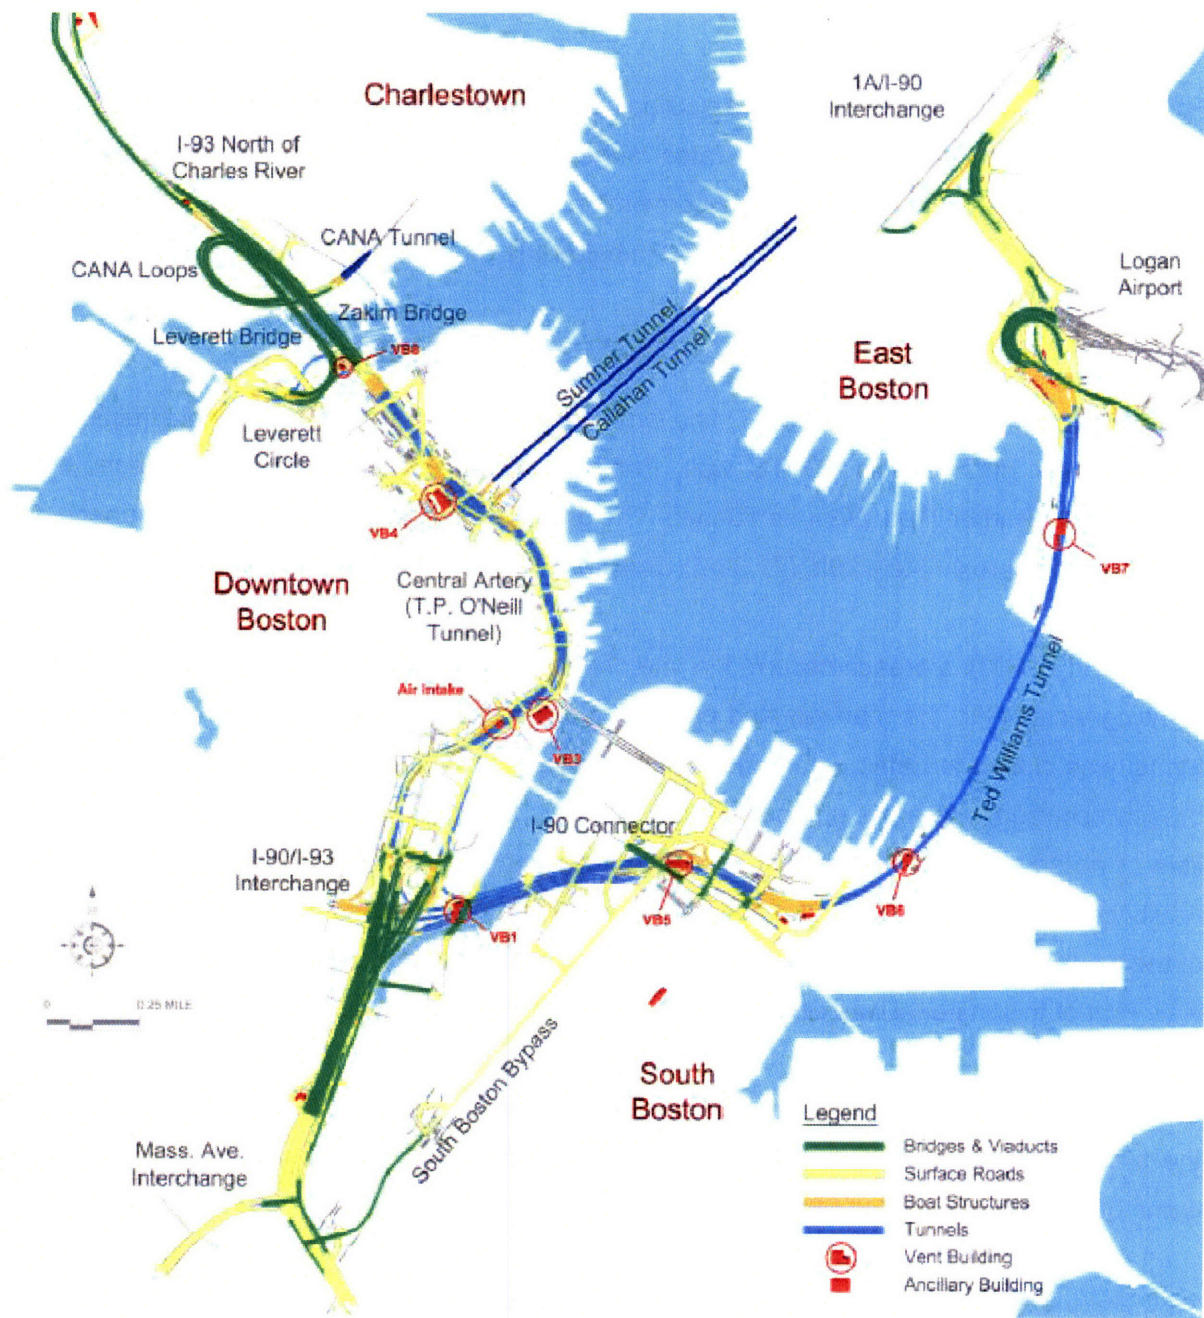 Charlestown
1A/I-90
Interchange
I-93 North of
Charles River
CANA Tunnel
CANA Loops
Logan
Airport
Zakim Bridge
Leverett Bridge
VB8
Sumner Tunnel
Callahan Tunnel
East
Boston
Leverett
Circle
VB4
VB7
Downtown
Boston
Central Artery
(T.P. O'Neill
Tunnel)
Air Intake
VB3
Ted Williams Tunnel
I-90 Connector
I-90/I-93
Interchange
VB1
VB5
VB6
0
0.25 MILE
South Boston Bypass
South
Boston
Mass. Ave.
Interchange
Legend
Bridges & Viaducts
Surface Roads
Boat Structures
Tunnels
Vent Building
Ancillary Building